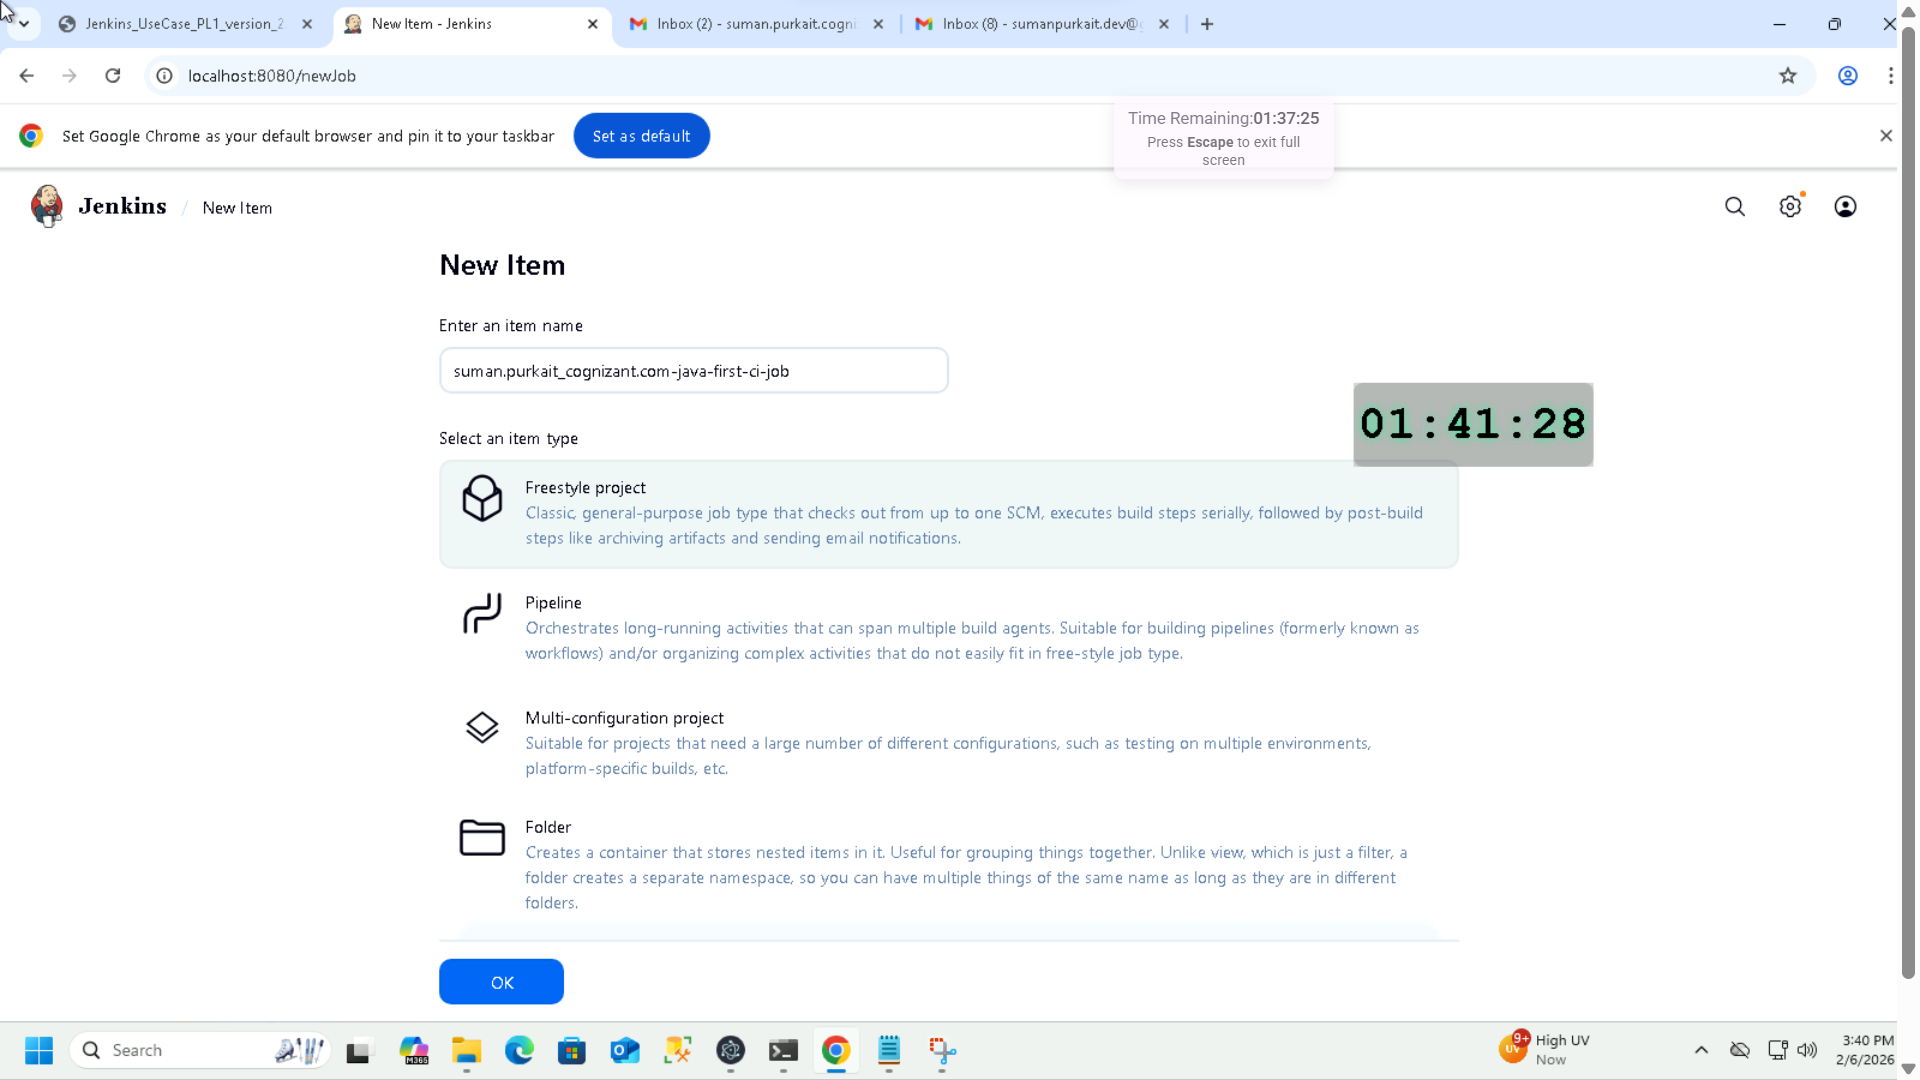 Jenkins_UseCase_PL1_version_2
New Item - Jenkins
Inbox (2) - suman.purkait.cogni
Inbox (8) - sumanpurkait.dev@g
localhost:8080/newJob
Set Google Chrome as your default browser and pin it to your taskbar
Set as default
Time Remaining:01:37:25
Press Escape to exit full
screen
Jenkins / New Item
New Item
Enter an item name
suman.purkait_cognizant.com-java-first-ci-job
Select an item type
01:41:28
Freestyle project
Classic, general-purpose job type that checks out from up to one SCM, executes build steps serially, followed by post-build
steps like archiving artifacts and sending email notifications.
Pipeline
Orchestrates long-running activities that can span multiple build agents. Suitable for building pipelines (formerly known as
workflows) and/or organizing complex activities that do not easily fit in free-style job type.
Multi-configuration project
Suitable for projects that need a large number of different configurations, such as testing on multiple environments,
platform-specific builds, etc.
Folder
Creates a container that stores nested items in it. Useful for grouping things together. Unlike view, which is just a filter, a
folder creates a separate namespace, so you can have multiple things of the same name as long as they are in different
folders.
OK
Search
M365
UV
9+
High UV
Now
3:40 PM
2/6/2026